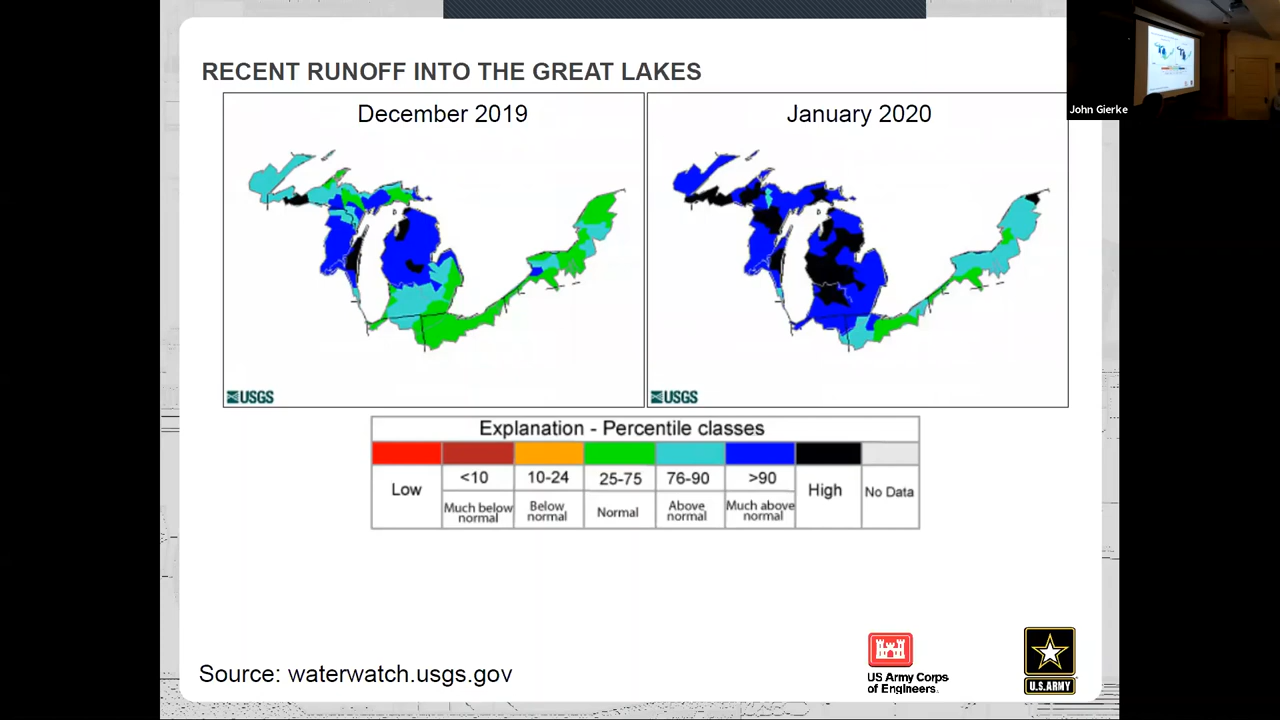 RECENT RUNOFF INTO THE GREAT LAKES
John Gierke
December 2019
January 2020
USGS
USGS
Explanation - Percentile classes
Low
<10
10-24
25-75
76-90
>90
High
No Data
Much below
normal
Below
normal
Normal
Above
normal
Much above
normal
Source: waterwatch.usgs.gov
US Army Corps
of Engineers.
U.S.ARMY